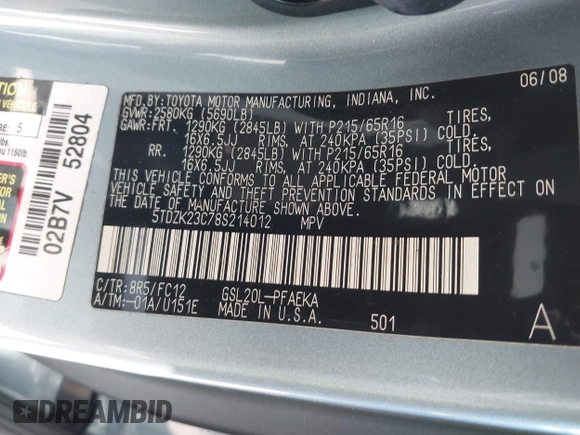 06/08
MFD. BY: TOYOTA MOTOR MANUFACTURING, INDIANA, INC.
GVWR: 2580KG (5690LB)
GAWR: FRT. 1290KG (2845LB) WITH P215/65R16 TIRES,
16X6.5JJ RIMS, AT 240KPA (35PSI) COLD.
RR. 1290KG (2845LB) WITH P215/65R16 TIRES,
16X6.5JJ RIMS, AT 240KPA (35PSI) COLD.
THIS VEHICLE CONFORMS TO ALL APPLICABLE FEDERAL MOTOR
VEHICLE SAFETY AND THEFT PREVENTION STANDARDS IN EFFECT ON
THE DATE OF MANUFACTURE SHOWN ABOVE.
5TDZK23C78S214012 MPV
C/TR: 8R5/FC12 GSL20L-PFAEKA
A/TM: -01A/U151E MADE IN U.S.A. 501 A
02B7V 52804
5
1150lb.
DREAMBID